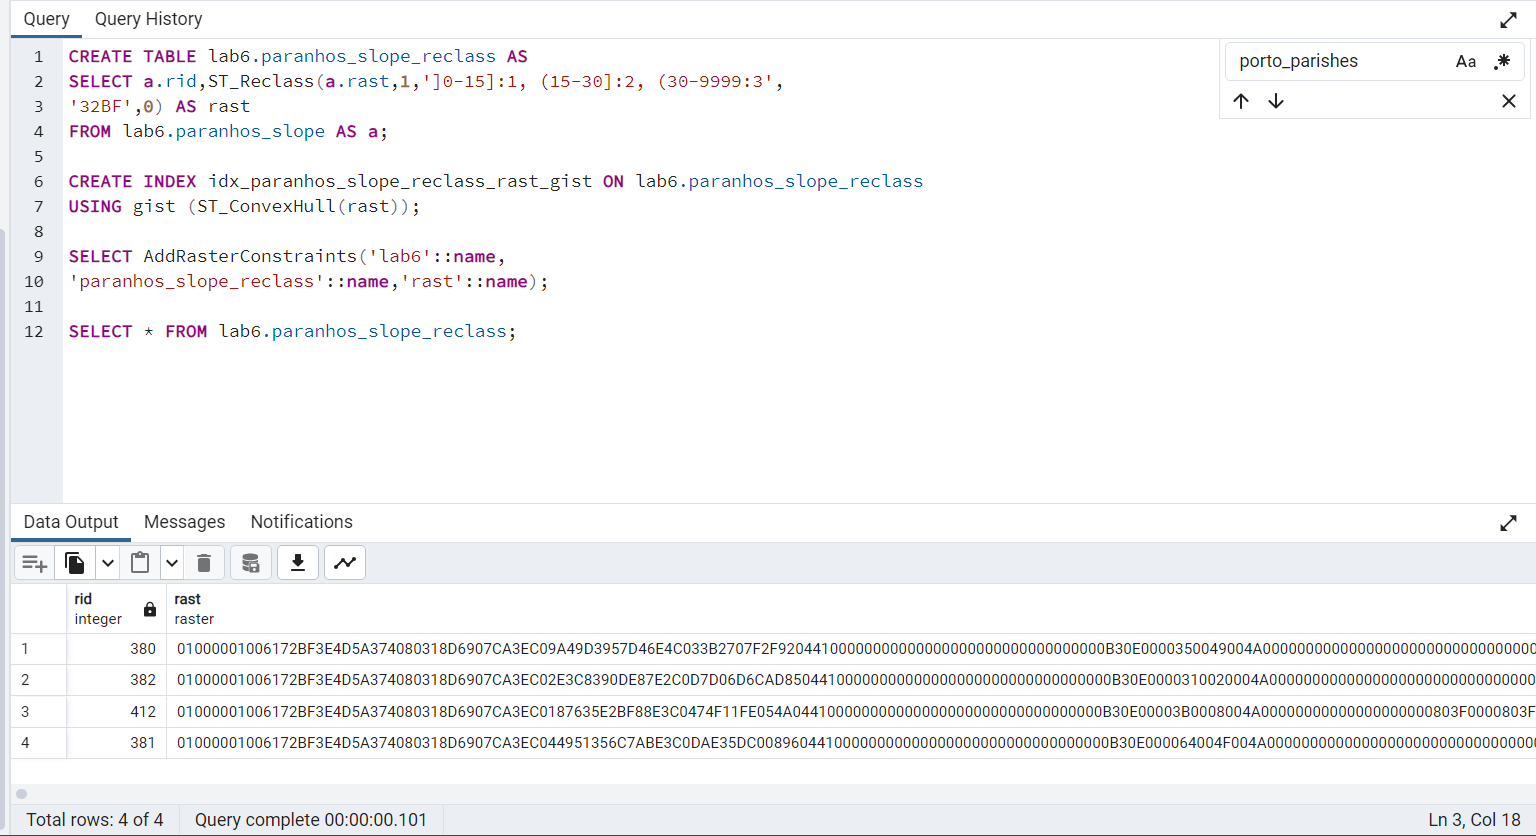 Query Query History
1 CREATE TABLE lab6.paranhos_slope_reclass AS
2 SELECT a.rid,ST_Reclass(a.rast,1,']0-15]:1, (15-30]:2, (30-9999:3',
3 '32BF',0) AS rast
4 FROM lab6.paranhos_slope AS a;
5
6 CREATE INDEX idx_paranhos_slope_reclass_rast_gist ON lab6.paranhos_slope_reclass
7 USING gist (ST_ConvexHull(rast));
8
9 SELECT AddRasterConstraints('lab6'::name,
10 'paranhos_slope_reclass'::name,'rast'::name);
11
12 SELECT * FROM lab6.paranhos_slope_reclass;
porto_parishes Aa .*
Data Output Messages Notifications
rid rast
integer raster
1 380
2 382
3 412
4 381
Total rows: 4 of 4 Query complete 00:00:00.101 Ln 3, Col 18